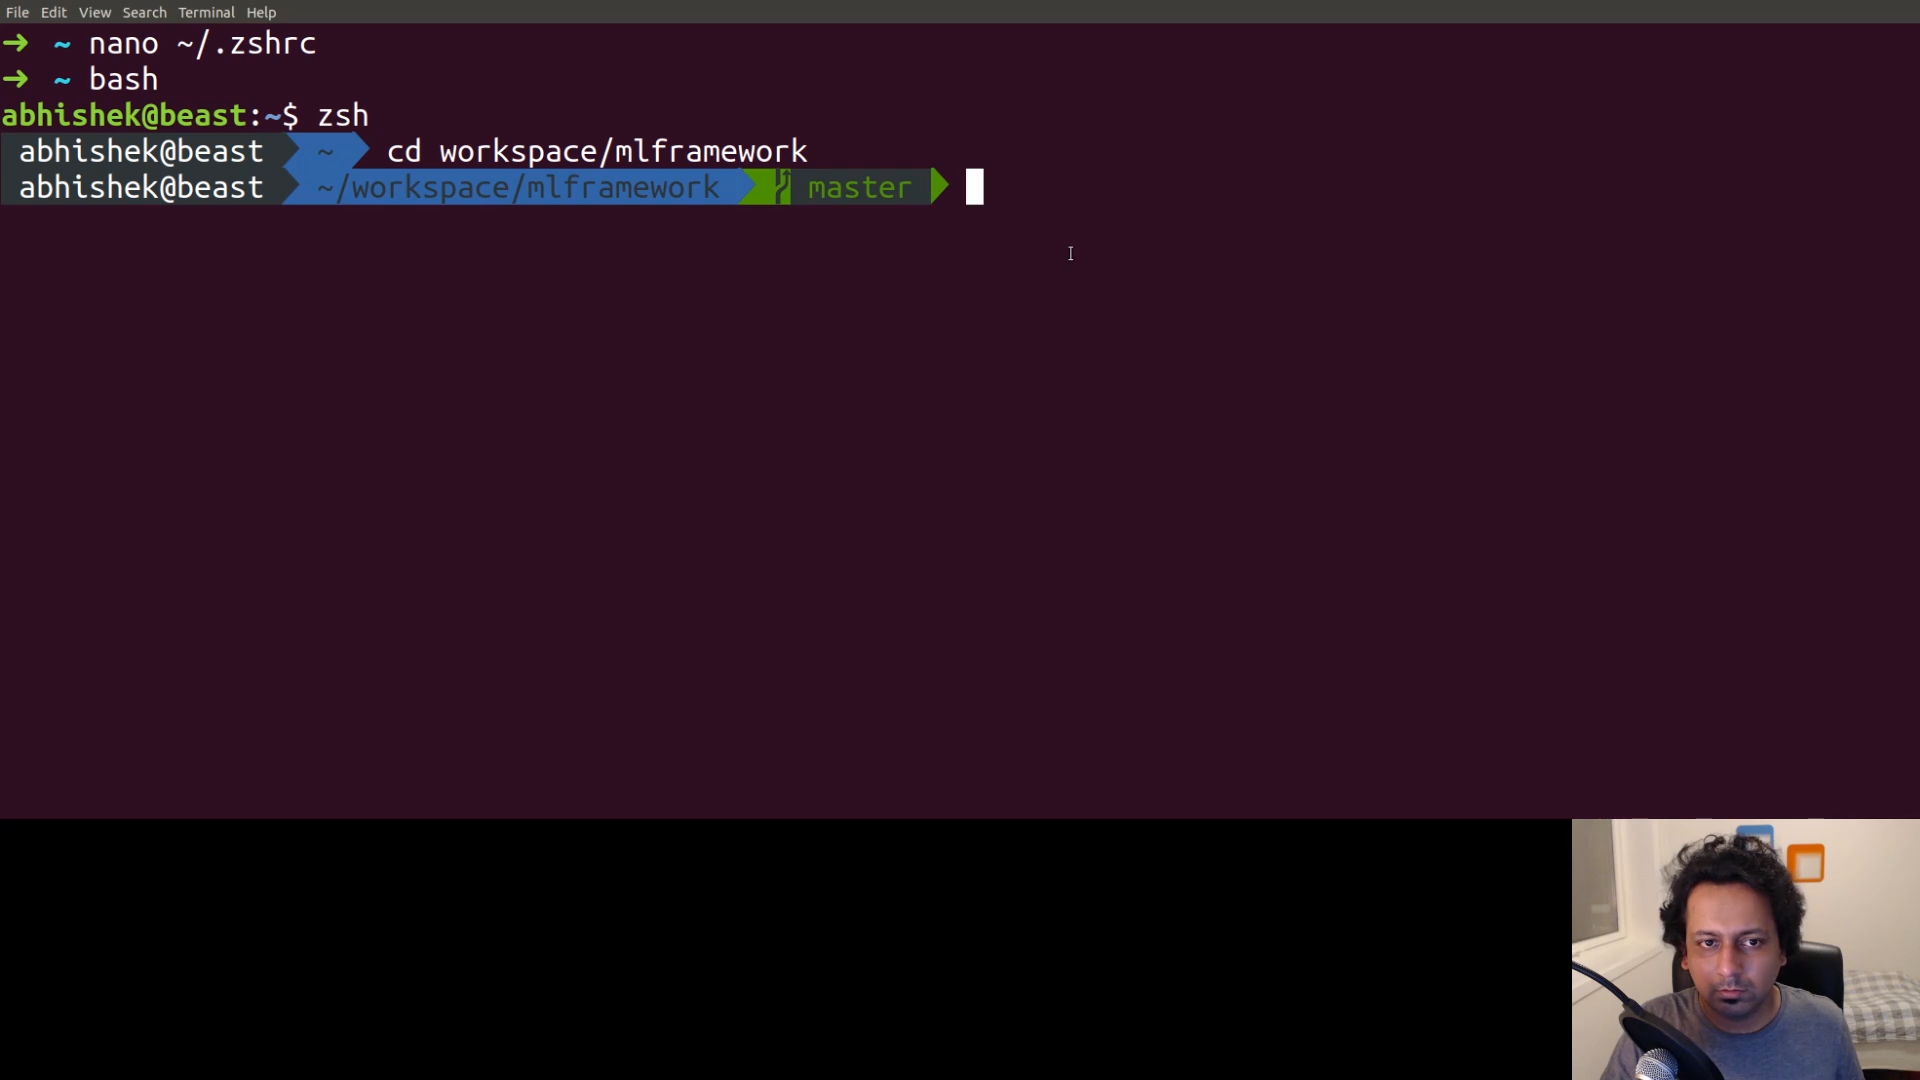 File Edit View Search Terminal Help
➜ ~ nano ~/.zshrc
➜ ~ bash
abhishek@beast:~$ zsh
abhishek@beast ~ cd workspace/mlframework
abhishek@beast ~/workspace/mlframework master